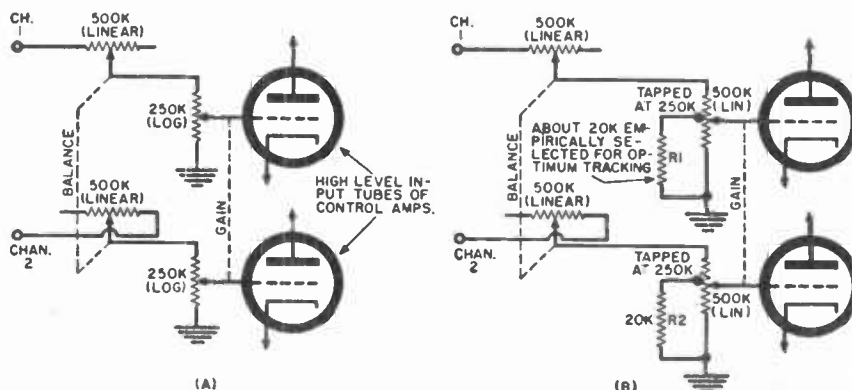 CH.
1
500K
(LINEAR)
250K
(LOG)
BALANCE
500K
(LINEAR)
CHAN.
2
250K
(LOG)
GAIN
HIGH LEVEL IN-
PUT TUBES OF
CONTROL AMPS.
(A)
CH.
1
500K
(LINEAR)
TAPPED
AT 250K
500K
(LIN)
ABOUT 20K EM-
PIRICALLY SE-
LECTED FOR OP-
TIMUM TRACKING
R1
BALANCE
500K
(LINEAR)
GAIN
CHAN.
2
TAPPED
AT 250K
500K
(LIN)
20K
R2
(B)